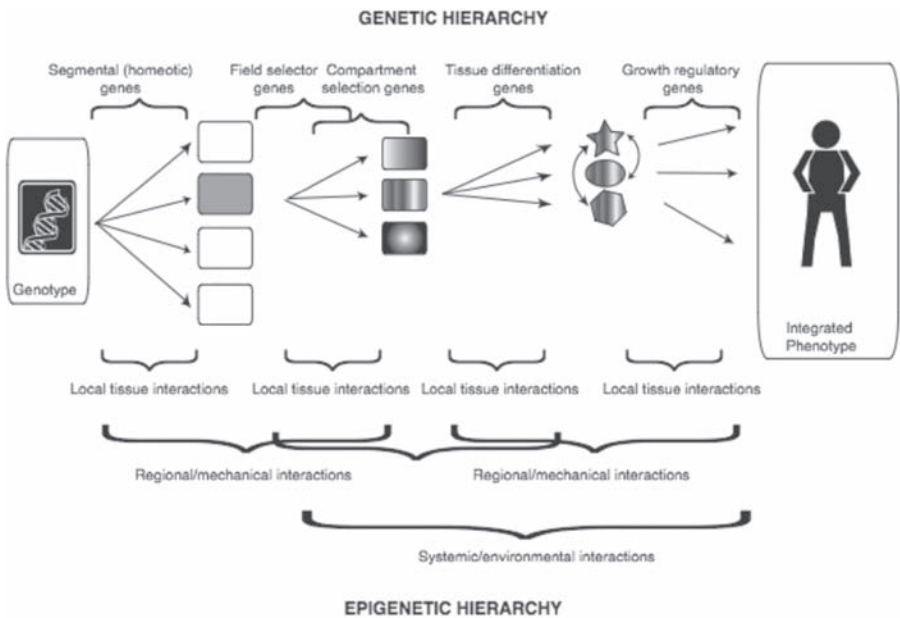 GENETIC HIERARCHY
Segmental (homeotic)
genes
Field selector
genes
Compartment
selection genes
Tissue differentiation
genes
Growth regulatory
genes
Genotype
Integrated
Phenotype
Local tissue interactions
Local tissue interactions
Local tissue interactions
Local tissue interactions
Regional/mechanical interactions
Regional/mechanical interactions
Systemic/environmental interactions
EPIGENETIC HIERARCHY